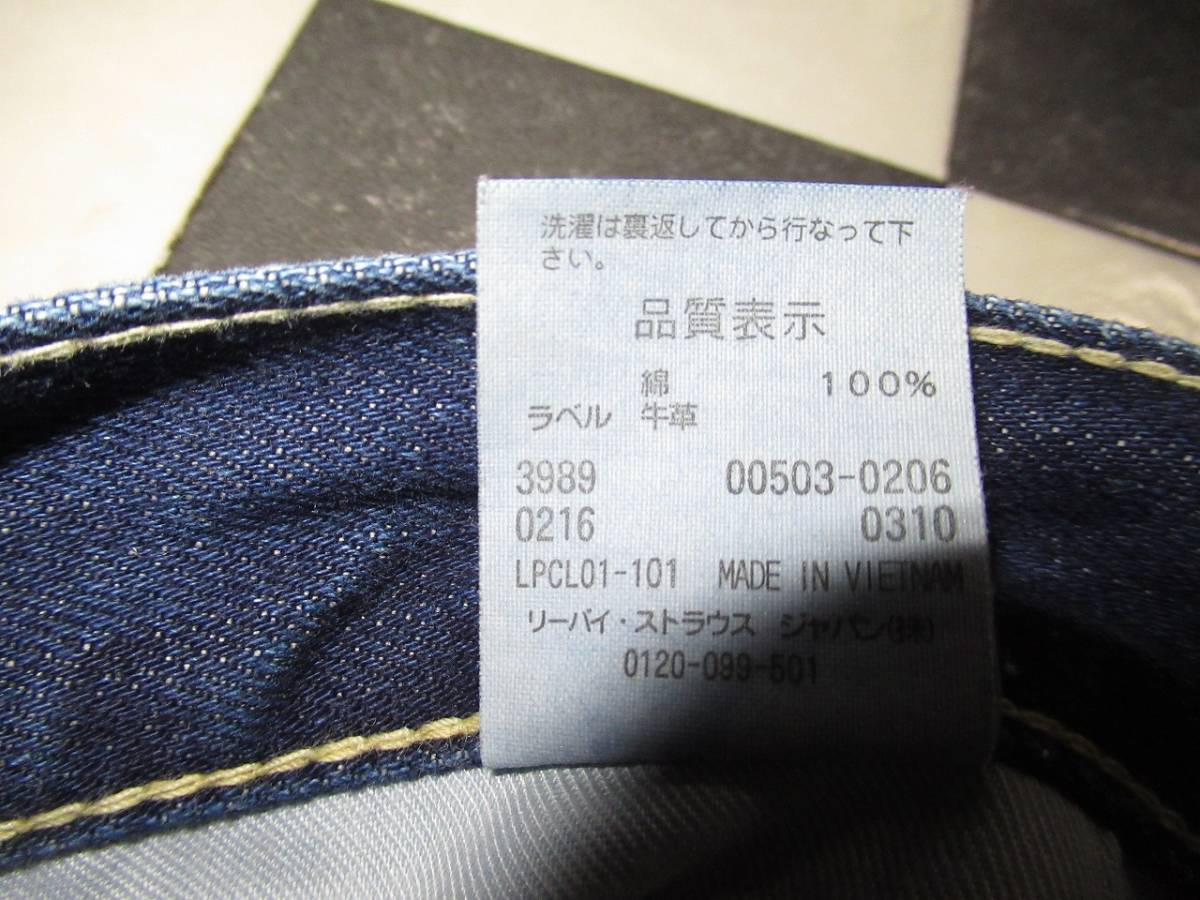 洗濯は裏返してから行なって下
さい。
品質表示
綿 100%
ラベル 牛革
3989 00503-0206
0216 0310
LPCL01-101 MADE IN VIETNAM
リーバイ・ストラウス ジャパン(株)
0120-099-501